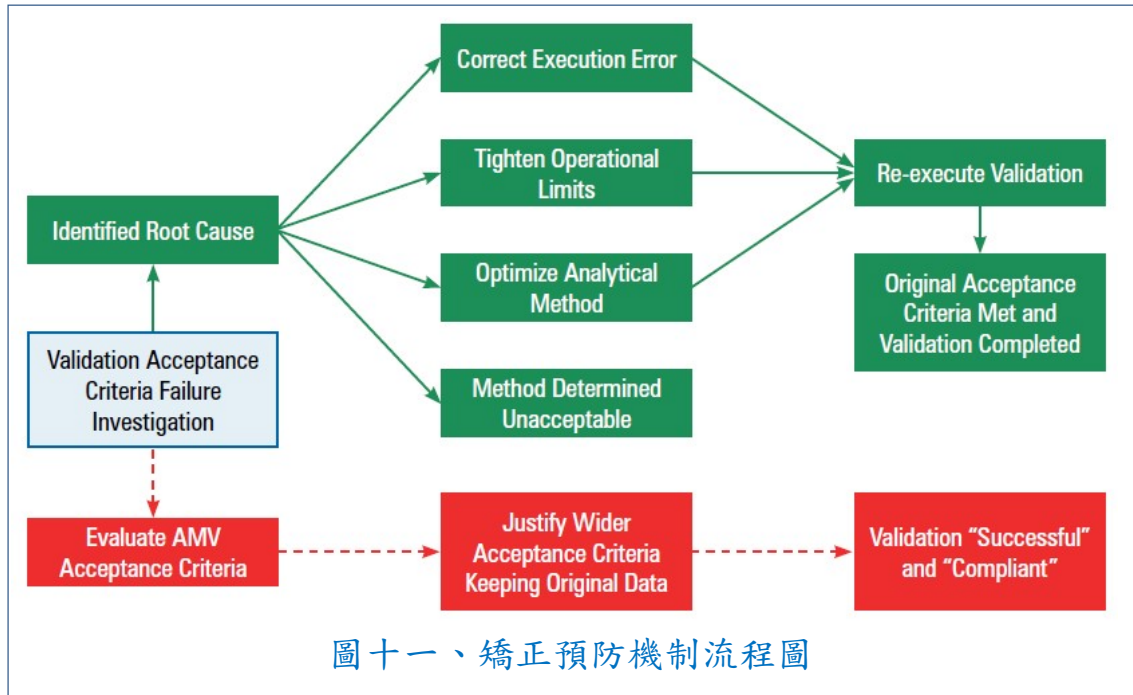 Correct Execution Error
Tighten Operational
Limits
Re-execute Validation
Identified Root Cause
Optimize Analytical
Method
Original Acceptance
Criteria Met and
Validation Completed
Validation Acceptance
Criteria Failure
Investigation
Method Determined
Unacceptable
Evaluate AMV
Acceptance Criteria
Justify Wider
Acceptance Criteria
Keeping Original Data
Validation “Successful”
and “Compliant”
圖十一、矯正預防機制流程圖